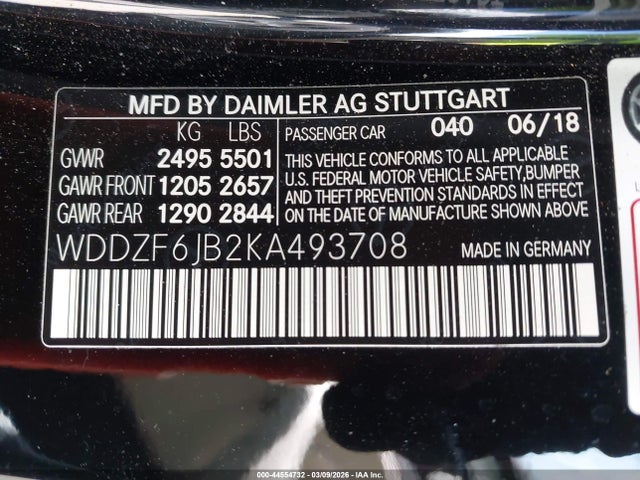 MFD BY DAIMLER AG STUTTGART
KG LBS
GVWR 2495 5501
GAWR FRONT 1205 2657
GAWR REAR 1290 2844
PASSENGER CAR 040 06/18
THIS VEHICLE CONFORMS TO ALL APPLICABLE
U.S. FEDERAL MOTOR VEHICLE SAFETY,BUMPER
AND THEFT PREVENTION STANDARDS IN EFFECT
ON THE DATE OF MANUFACTURE SHOWN ABOVE
WDDZF6JB2KA493708
MADE IN GERMANY
000-44554732 - 03/09/2026 - IAA Inc.